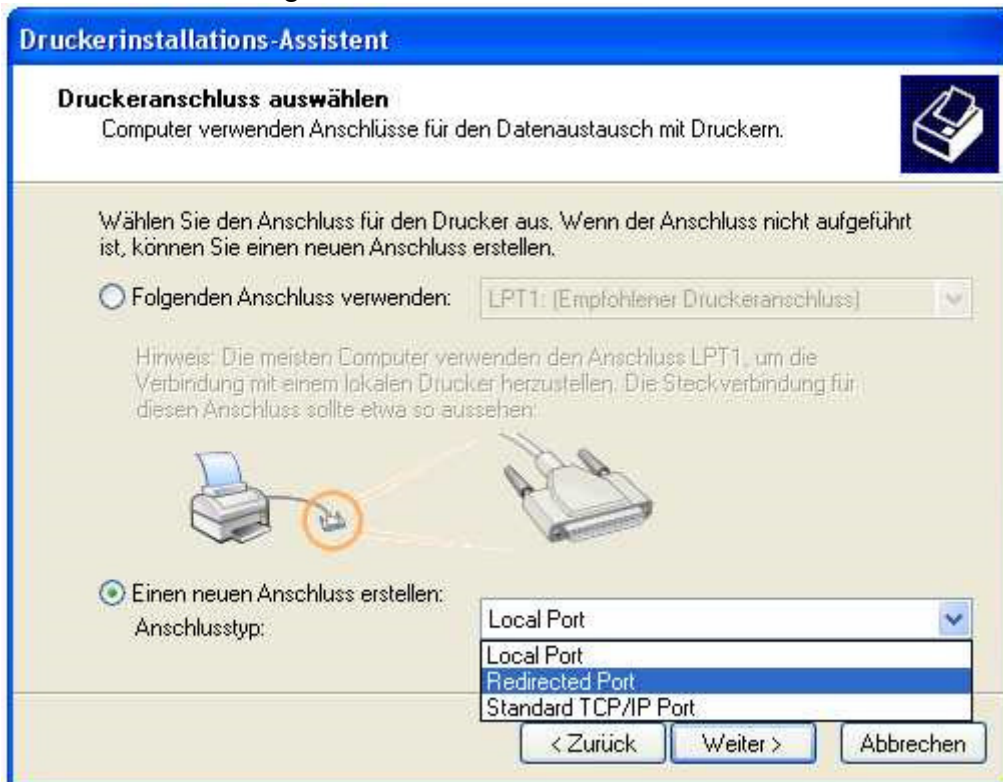 Druckerinstallations-Assistent
Druckeranschluss auswählen
Computer verwenden Anschlüsse für den Datenaustausch mit Druckern.
Wählen Sie den Anschluss für den Drucker aus. Wenn der Anschluss nicht aufgeführt
ist, können Sie einen neuen Anschluss erstellen.
Folgenden Anschluss verwenden: LPT1: (Empfohlener Druckeranschluss)
Hinweis: Die meisten Computer verwenden den Anschluss LPT1, um die
Verbindung mit einem lokalen Drucker herzustellen. Die Steckverbindung für
diesen Anschluss sollte etwa so aussehen:
Einen neuen Anschluss erstellen:
Anschlusstyp: Local Port
Local Port
Redirected Port
Standard TCP/IP Port
< Zurück Weiter > Abbrechen